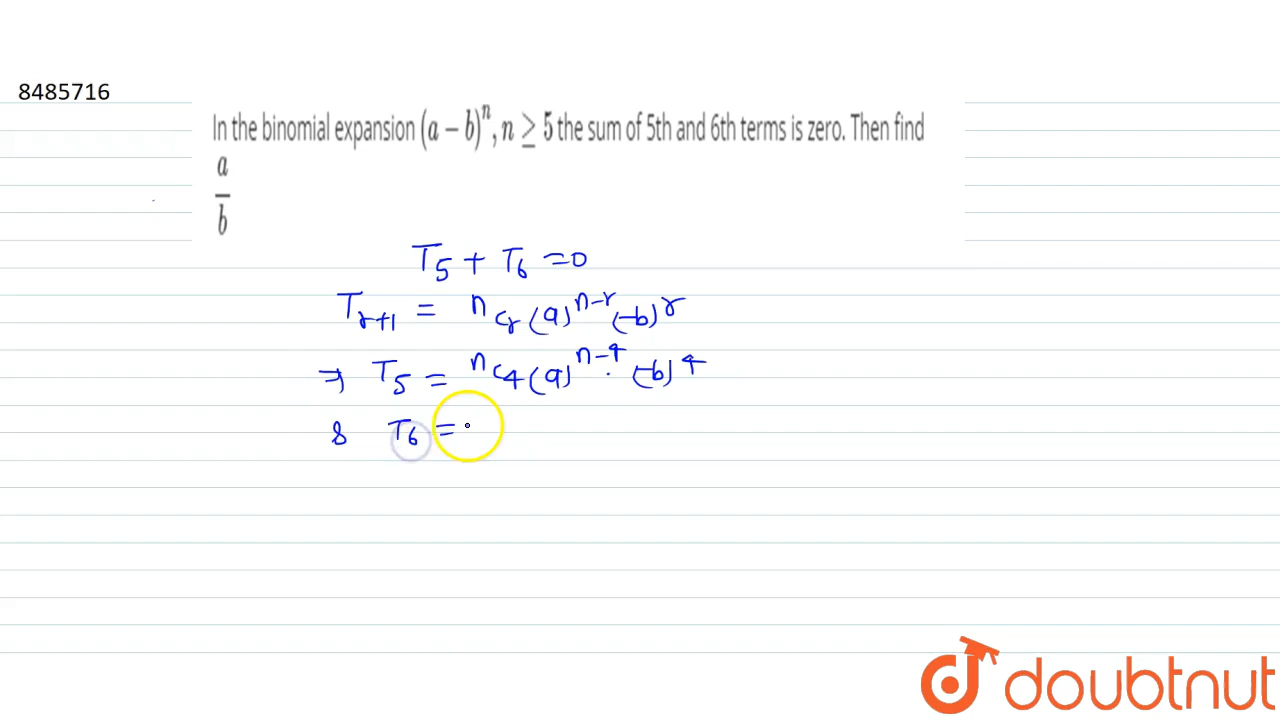 8485716
In the binomial expansion (a − b)ⁿ, n ≥ 5 the sum of 5th and 6th terms is zero. Then find
a/b
T₅ + T₆ = 0
Tᵣ₊₁ = ⁿCᵣ (a)ⁿ⁻ʳ (−b)ʳ
⇒ T₅ = ⁿC₄ (a)ⁿ⁻⁴ · (−b)⁴
& T₆ =
doubtnut